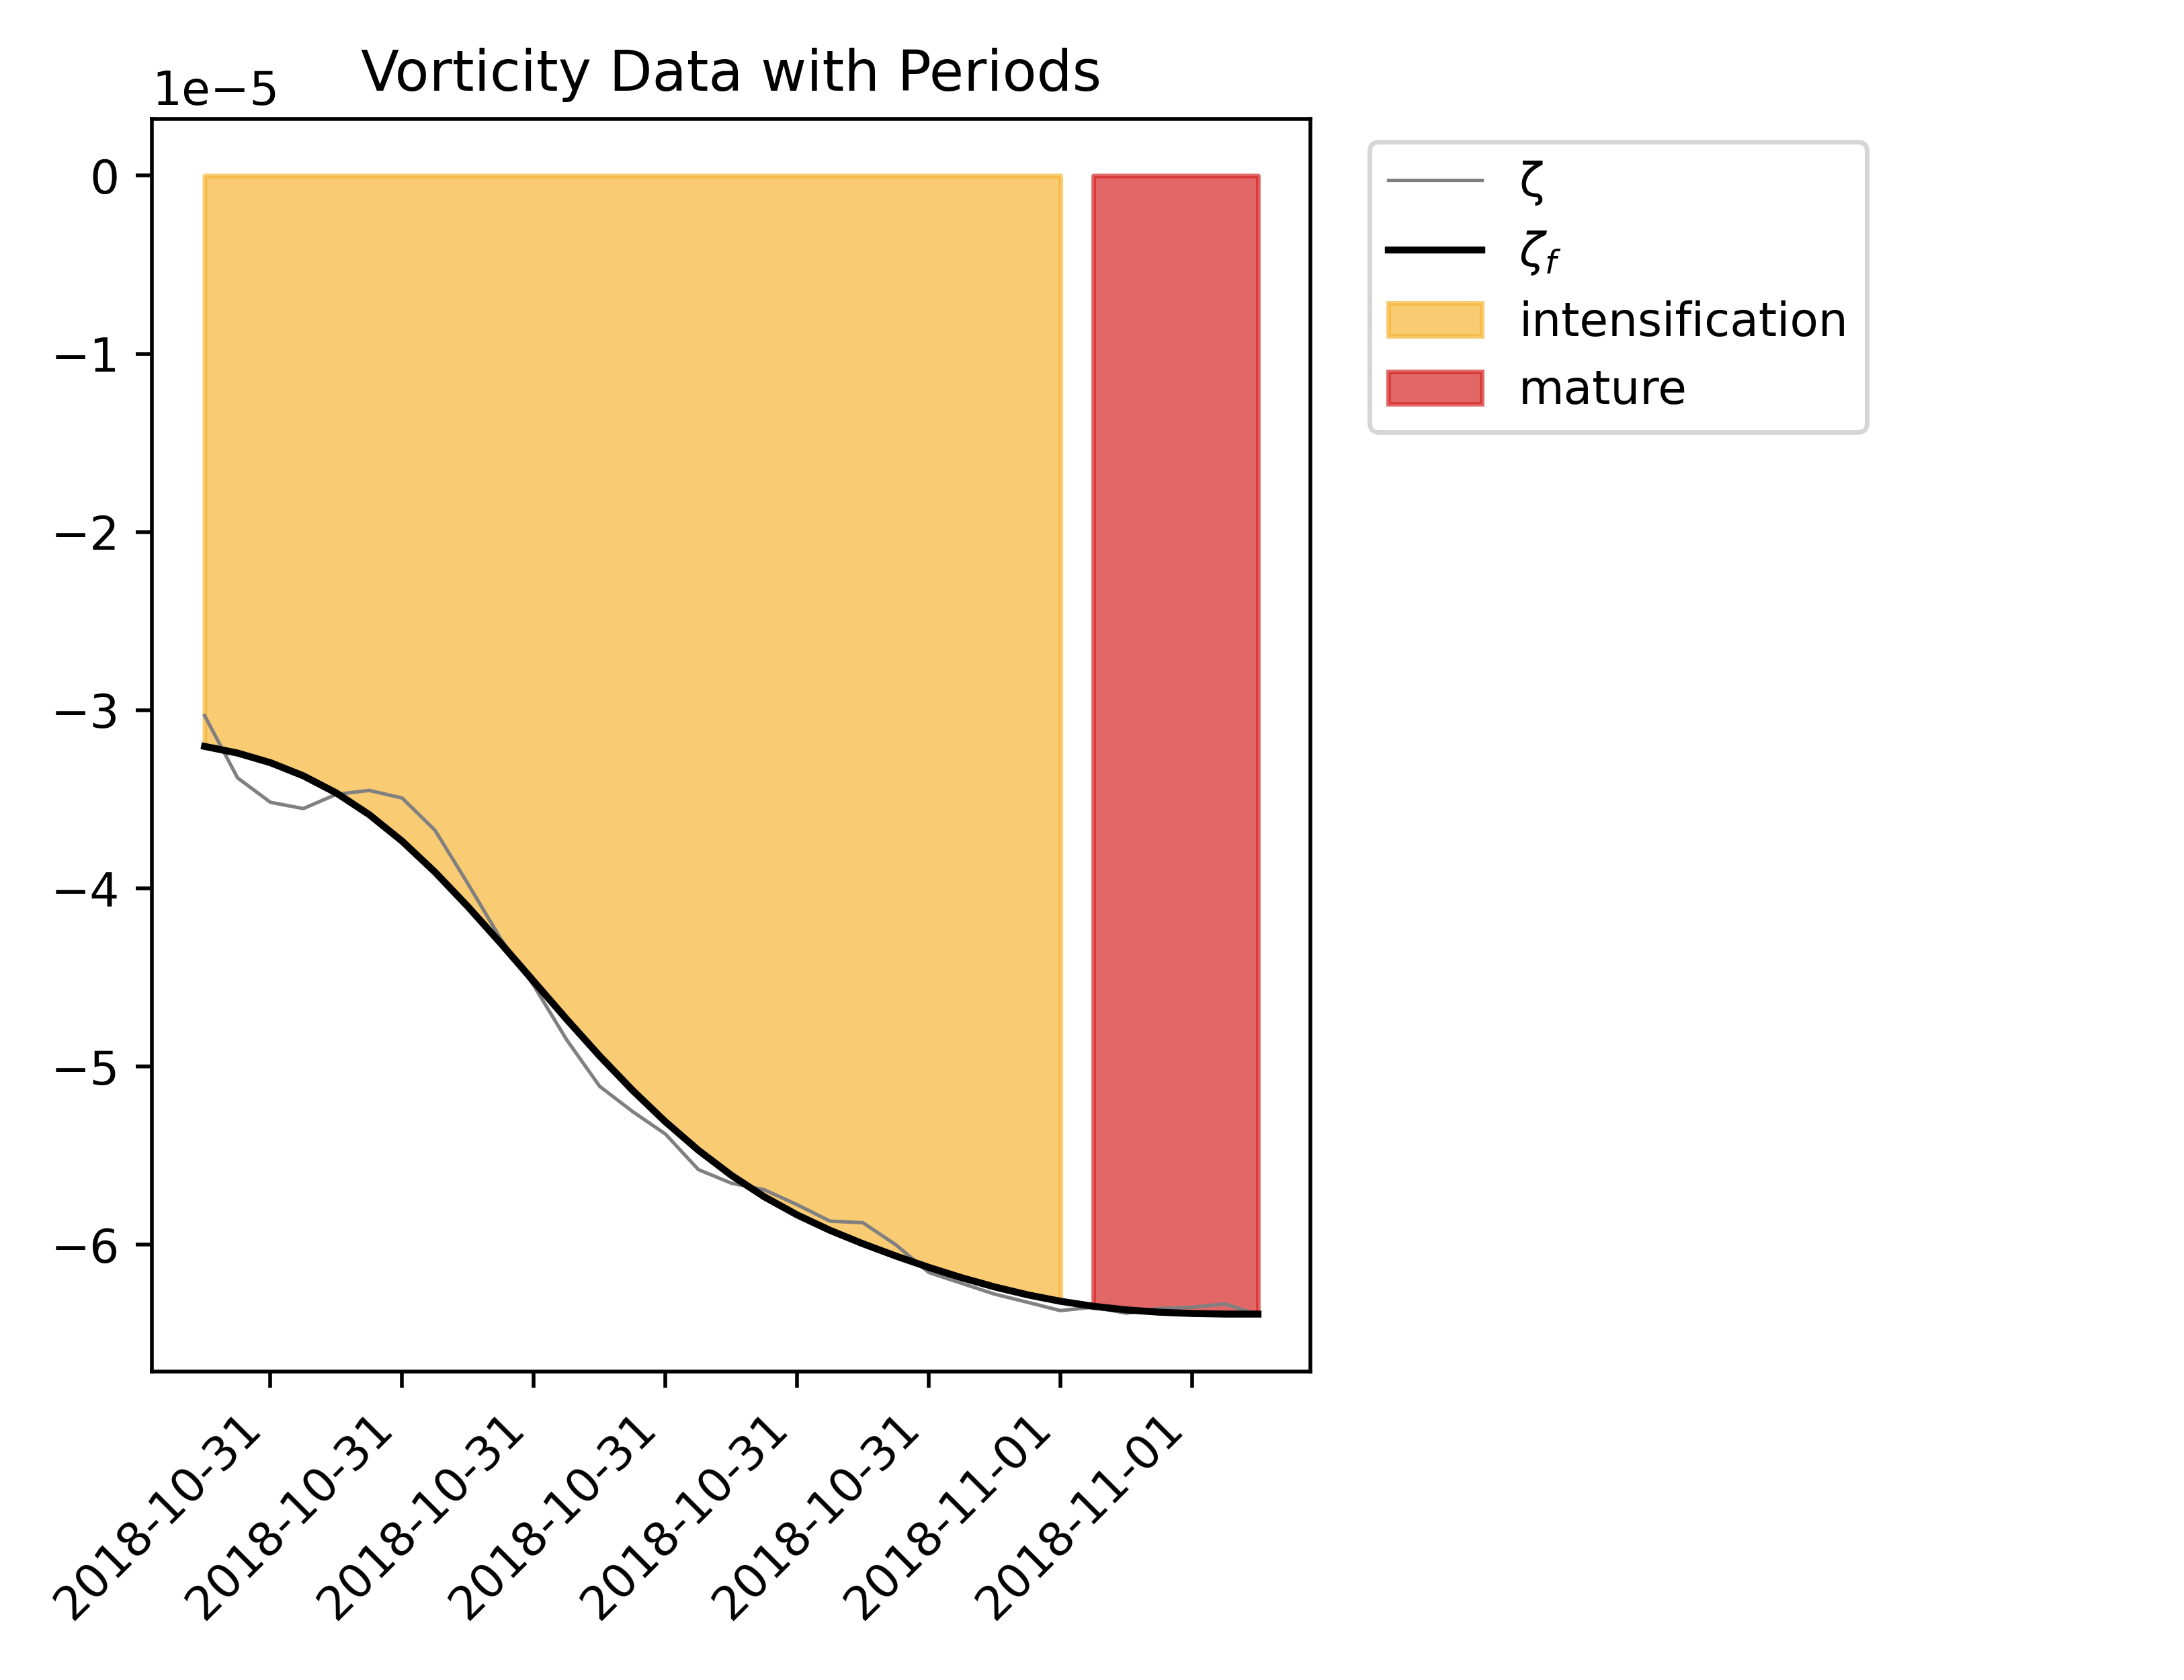 Vorticity Data with Periods
1e−5
0
−1
−2
−3
−4
−5
−6
2018-10-31
2018-10-31
2018-10-31
2018-10-31
2018-10-31
2018-10-31
2018-11-01
2018-11-01
ζ
ζf
intensification
mature